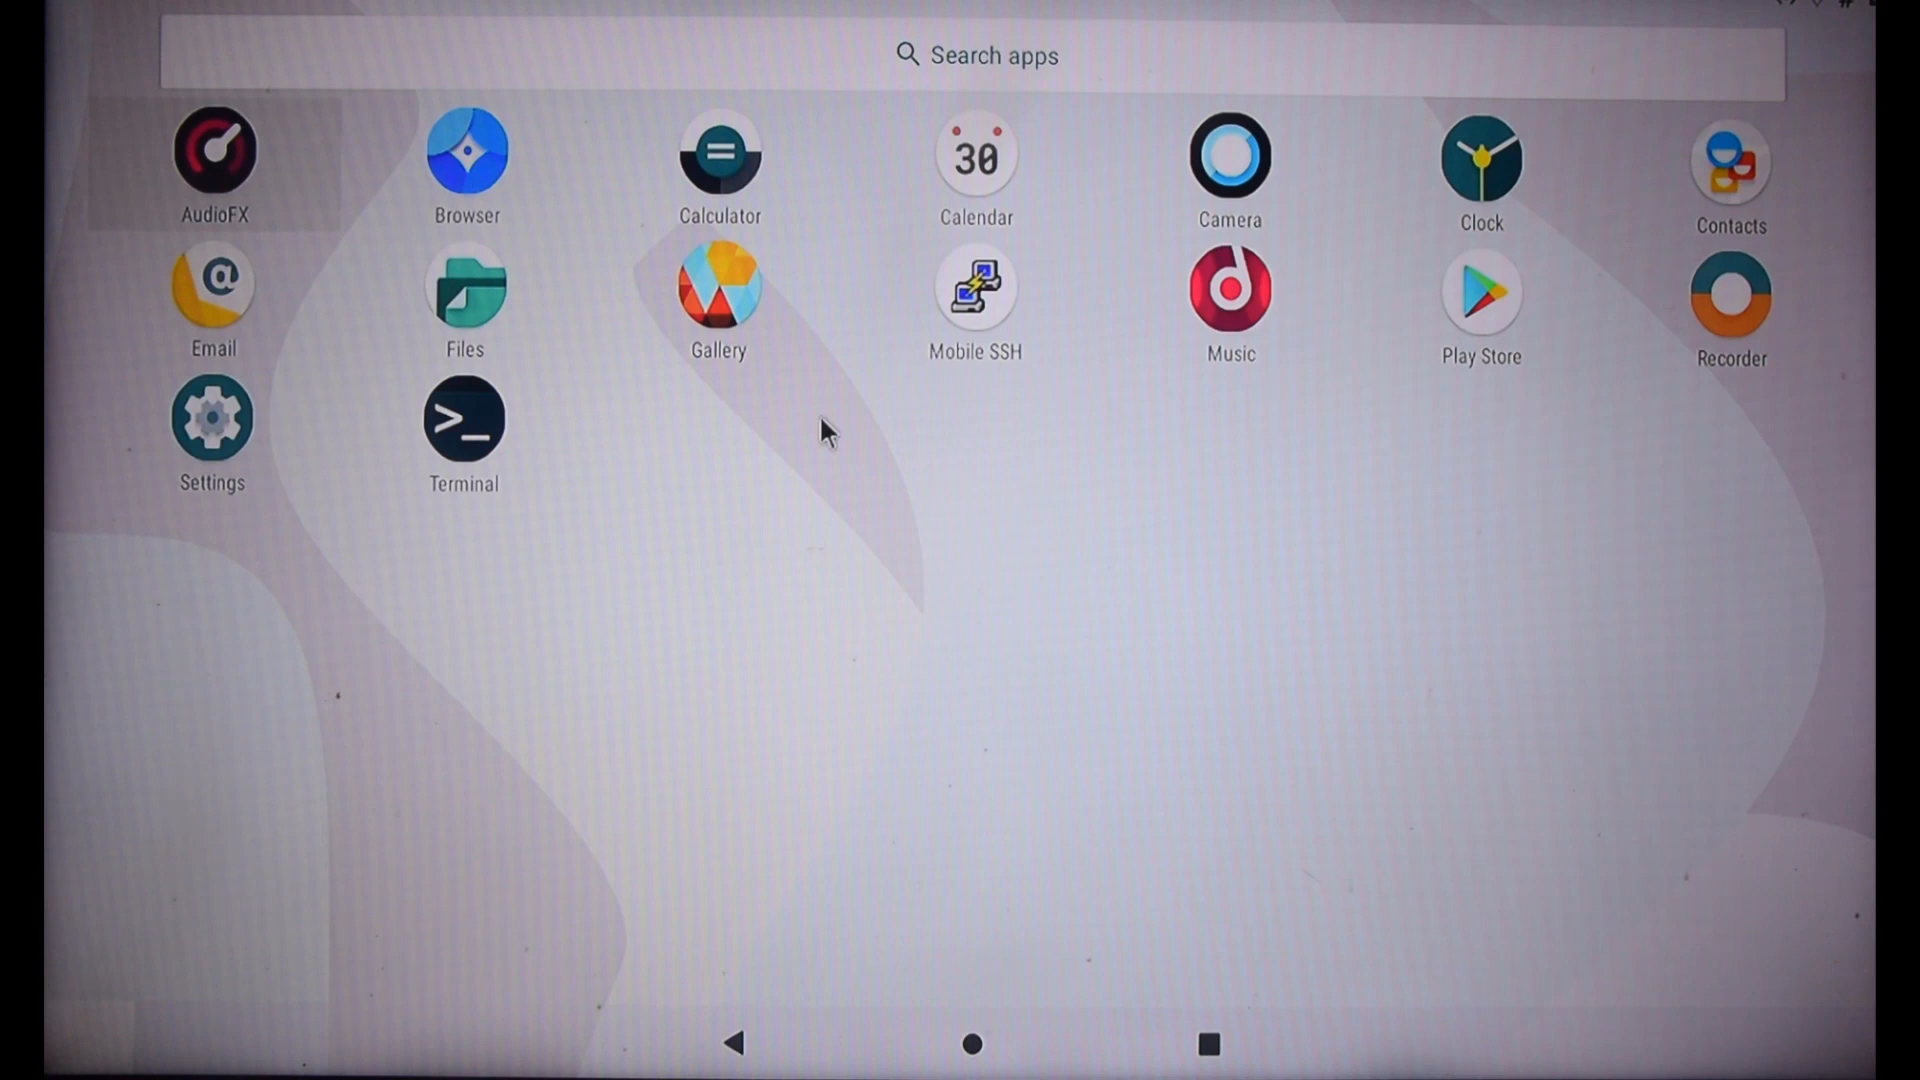 Search apps
AudioFX Browser Calculator 30 Calendar Camera Clock Contacts
@ Email Files Gallery Mobile SSH Music Play Store Recorder
Settings >_ Terminal